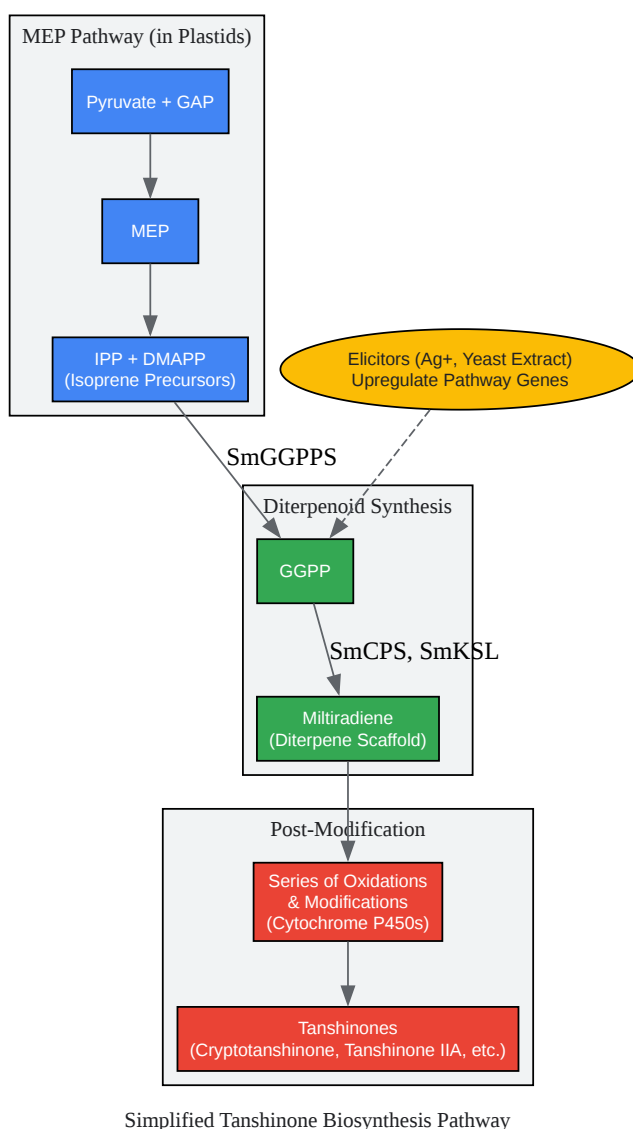 MEP Pathway (in Plastids)
Pyruvate + GAP
MEP
IPP + DMAPP
(Isoprene Precursors)
Elicitors (Ag+, Yeast Extract)
Upregulate Pathway Genes
SmGGPPS
Diterpenoid Synthesis
GGPP
SmCPS, SmKSL
Miltiradiene
(Diterpene Scaffold)
Post-Modification
Series of Oxidations
& Modifications
(Cytochrome P450s)
Tanshinones
(Cryptotanshinone, Tanshinone IIA, etc.)
Simplified Tanshinone Biosynthesis Pathway